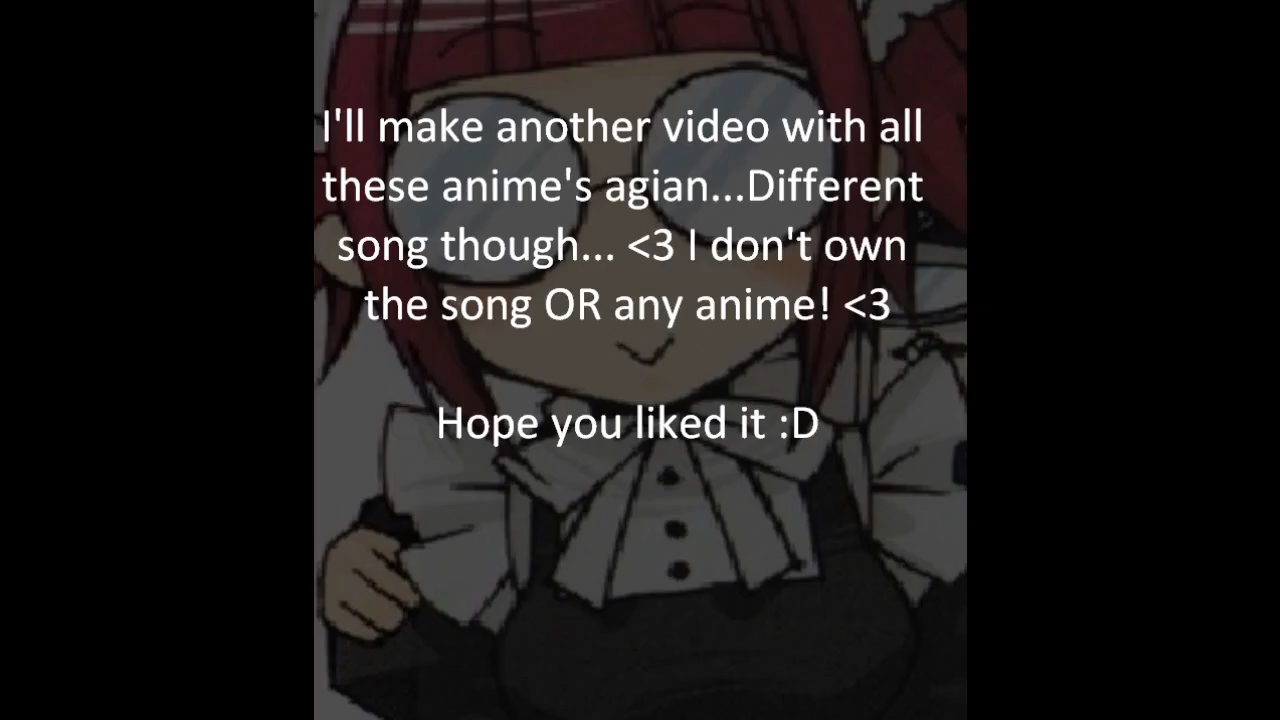 I'll make another video with all
these anime's agian...Different
song though... <3 I don't own
the song OR any anime! <3
Hope you liked it :D